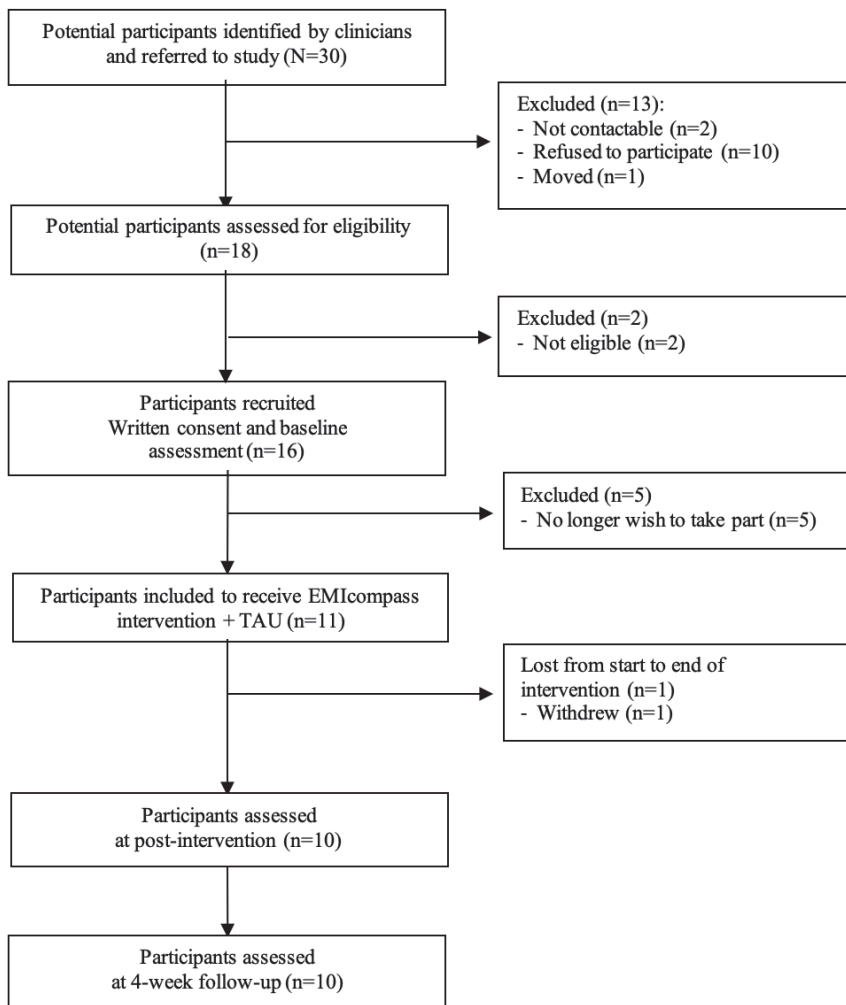 Potential participants identified by clinicians
and referred to study (N=30)
Excluded (n=13):
- Not contactable (n=2)
- Refused to participate (n=10)
- Moved (n=1)
Potential participants assessed for eligibility
(n=18)
Excluded (n=2)
- Not eligible (n=2)
Participants recruited
Written consent and baseline
assessment (n=16)
Excluded (n=5)
- No longer wish to take part (n=5)
Participants included to receive EMIcompass
intervention + TAU (n=11)
Lost from start to end of
intervention (n=1)
- Withdrew (n=1)
Participants assessed
at post-intervention (n=10)
Participants assessed
at 4-week follow-up (n=10)